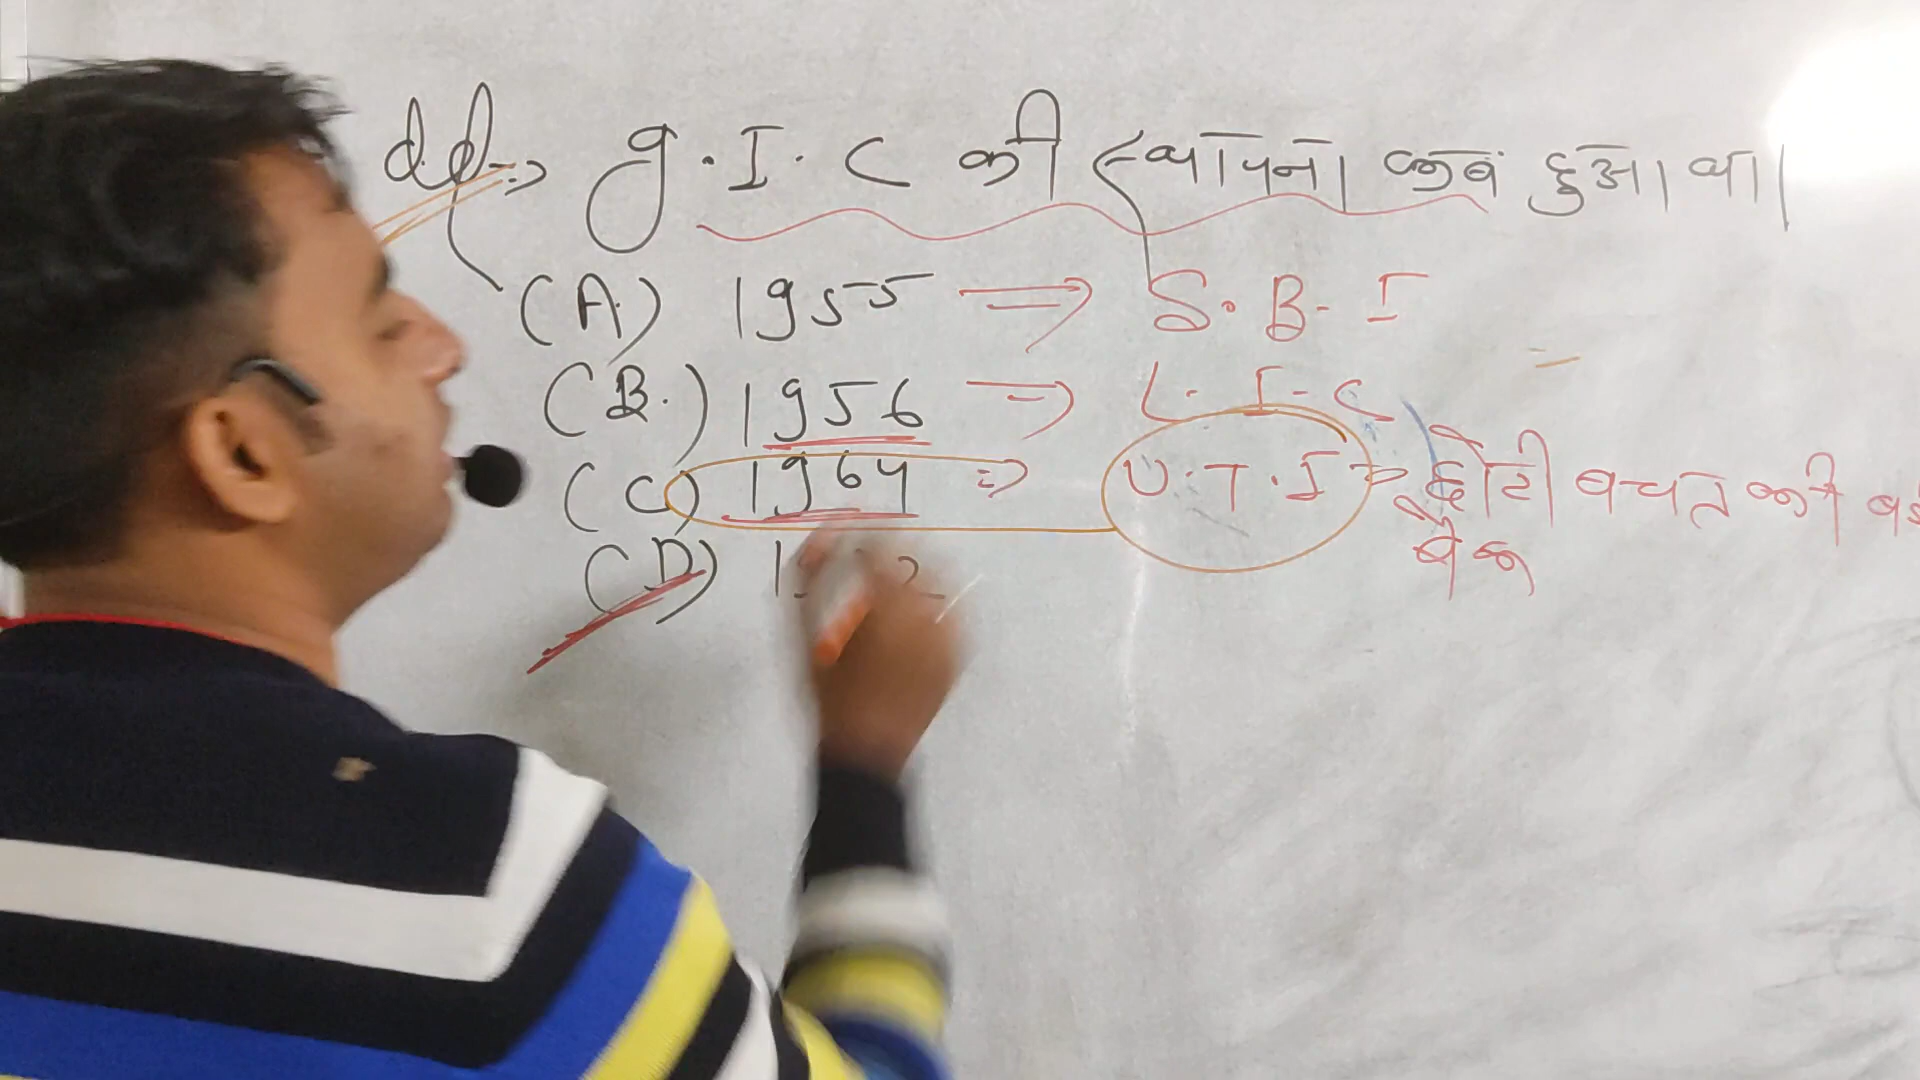 G.I.C की स्थापना कब हुआ था|
(A) 1955 ⇒ S.B.I
(B.) 1956 ⇒ L.I.C
(C) 1964 ⇒ U.T.I ⇒ छोटी बचत की
बैंक
(D)